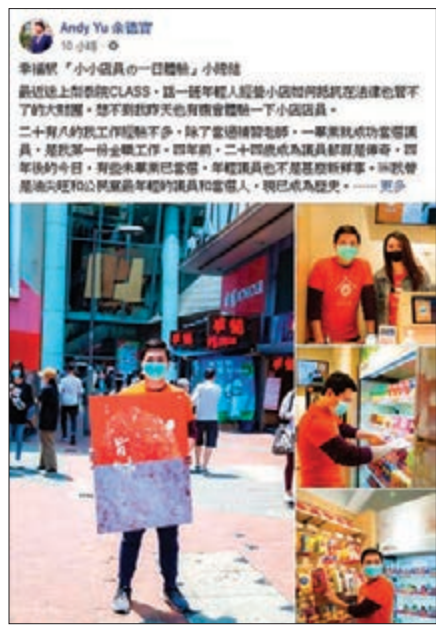 Andy Yu 余德寶
10 小時
幸福駅 「小小店員の一日體驗」小總結
最近迷上梨泰院CLASS，講一班年輕人經營小店如何抵抗在法律也管不
了的大財團。想不到我昨天也有機會體驗一下小店店員。
二十有八的我工作經驗不多，除了當過補習老師，一畢業就成功當選議
員，是我第一份全職工作。四年前，二十四歲成為議員都算是傳奇，四
年後的今日，有些未畢業已當選，年輕議員也不是甚麼新鮮事。我曾
是油尖旺和公民黨最年輕的議員和當選人，現已成為歷史。…… 更多